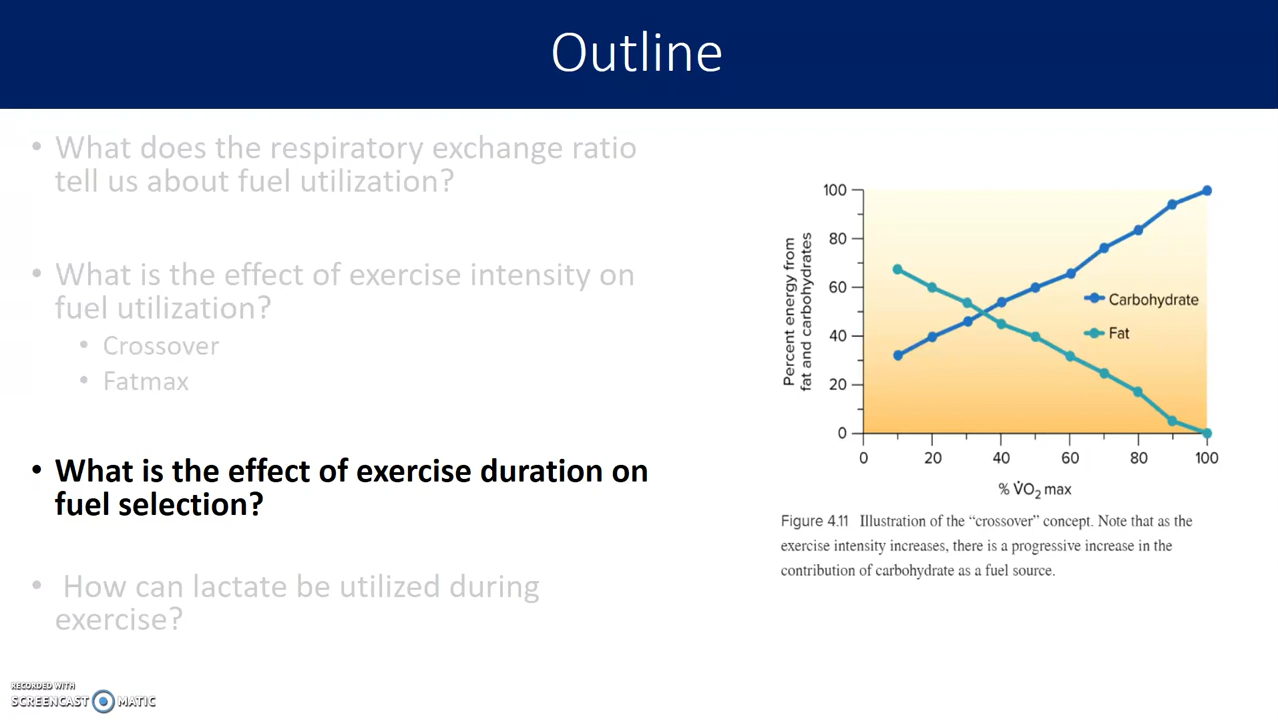 Outline
• What does the respiratory exchange ratio
tell us about fuel utilization?
• What is the effect of exercise intensity on
fuel utilization?
• Crossover
• Fatmax
• What is the effect of exercise duration on
fuel selection?
• How can lactate be utilized during
exercise?
Percent energy from
fat and carbohydrates
100
80
60
40
20
0
Carbohydrate
Fat
0 20 40 60 80 100
% V̇O₂ max
Figure 4.11 Illustration of the “crossover” concept. Note that as the
exercise intensity increases, there is a progressive increase in the
contribution of carbohydrate as a fuel source.
RECORDED WITH
SCREENCAST MATIC